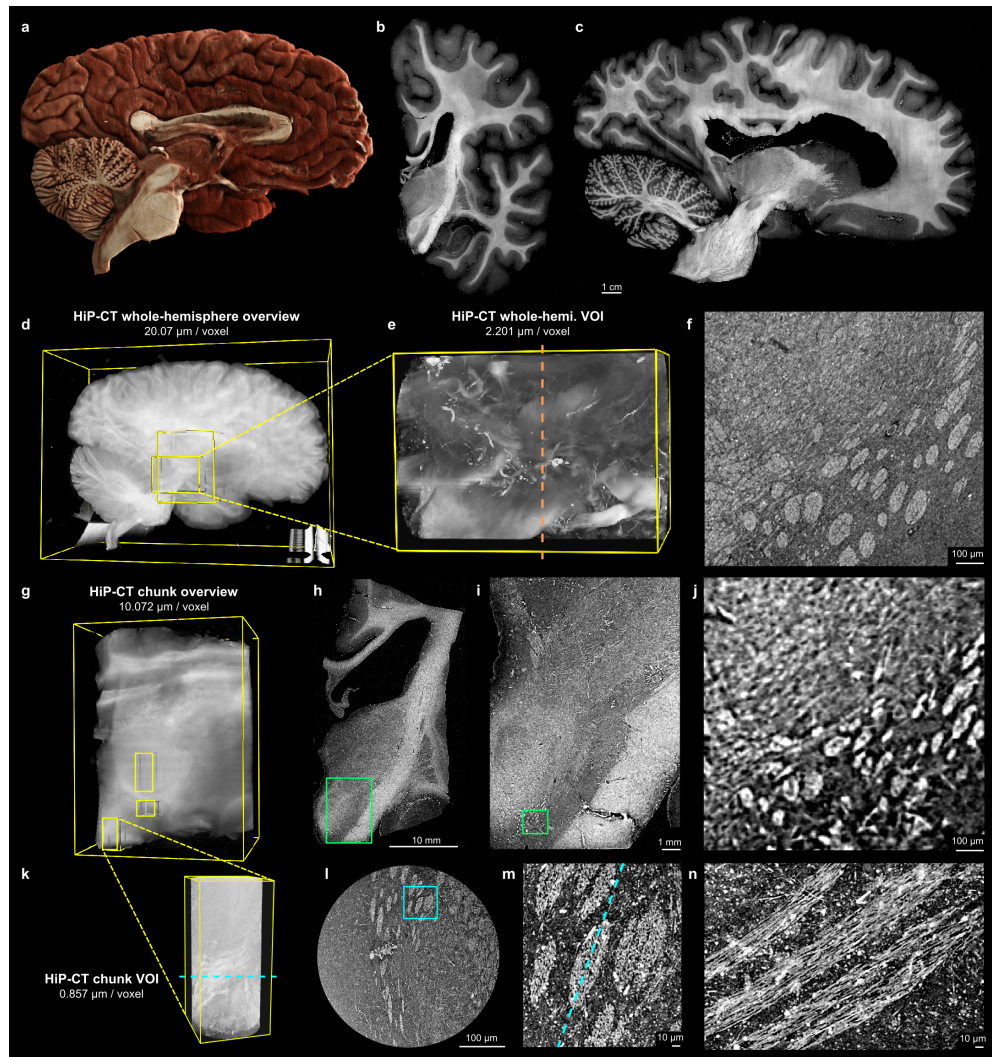 a
b
c
1 cm
d
HiP-CT whole-hemisphere overview
20.07 µm / voxel
e
HiP-CT whole-hemi. VOI
2.201 µm / voxel
f
100 µm
g
HiP-CT chunk overview
10.072 µm / voxel
h
10 mm
i
1 mm
j
100 µm
k
HiP-CT chunk VOI
0.857 µm / voxel
l
100 µm
m
10 µm
n
10 µm